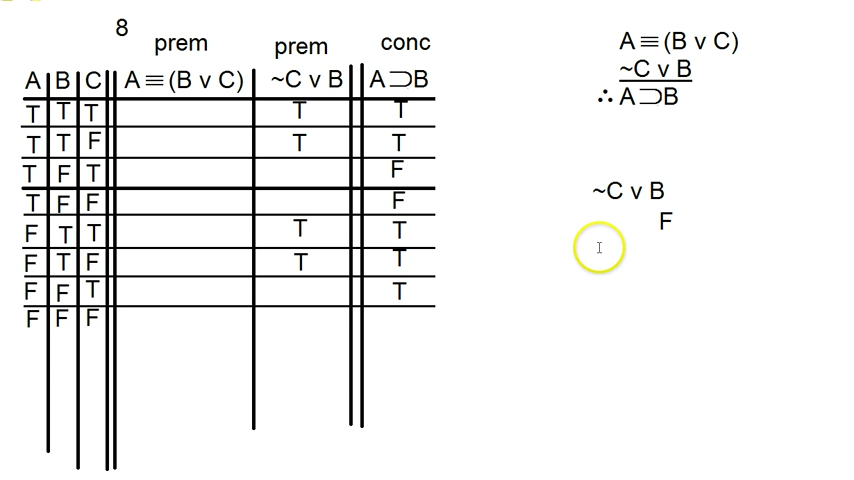 8
prem prem conc
A B C A ≡ (B v C) ~C v B A ⊃ B
T T T T T
T T F T T
T F T F
T F F F
F T T T T
F T F T T
F F T T
F F F
A ≡ (B v C)
~C v B
∴ A ⊃ B
~C v B
F